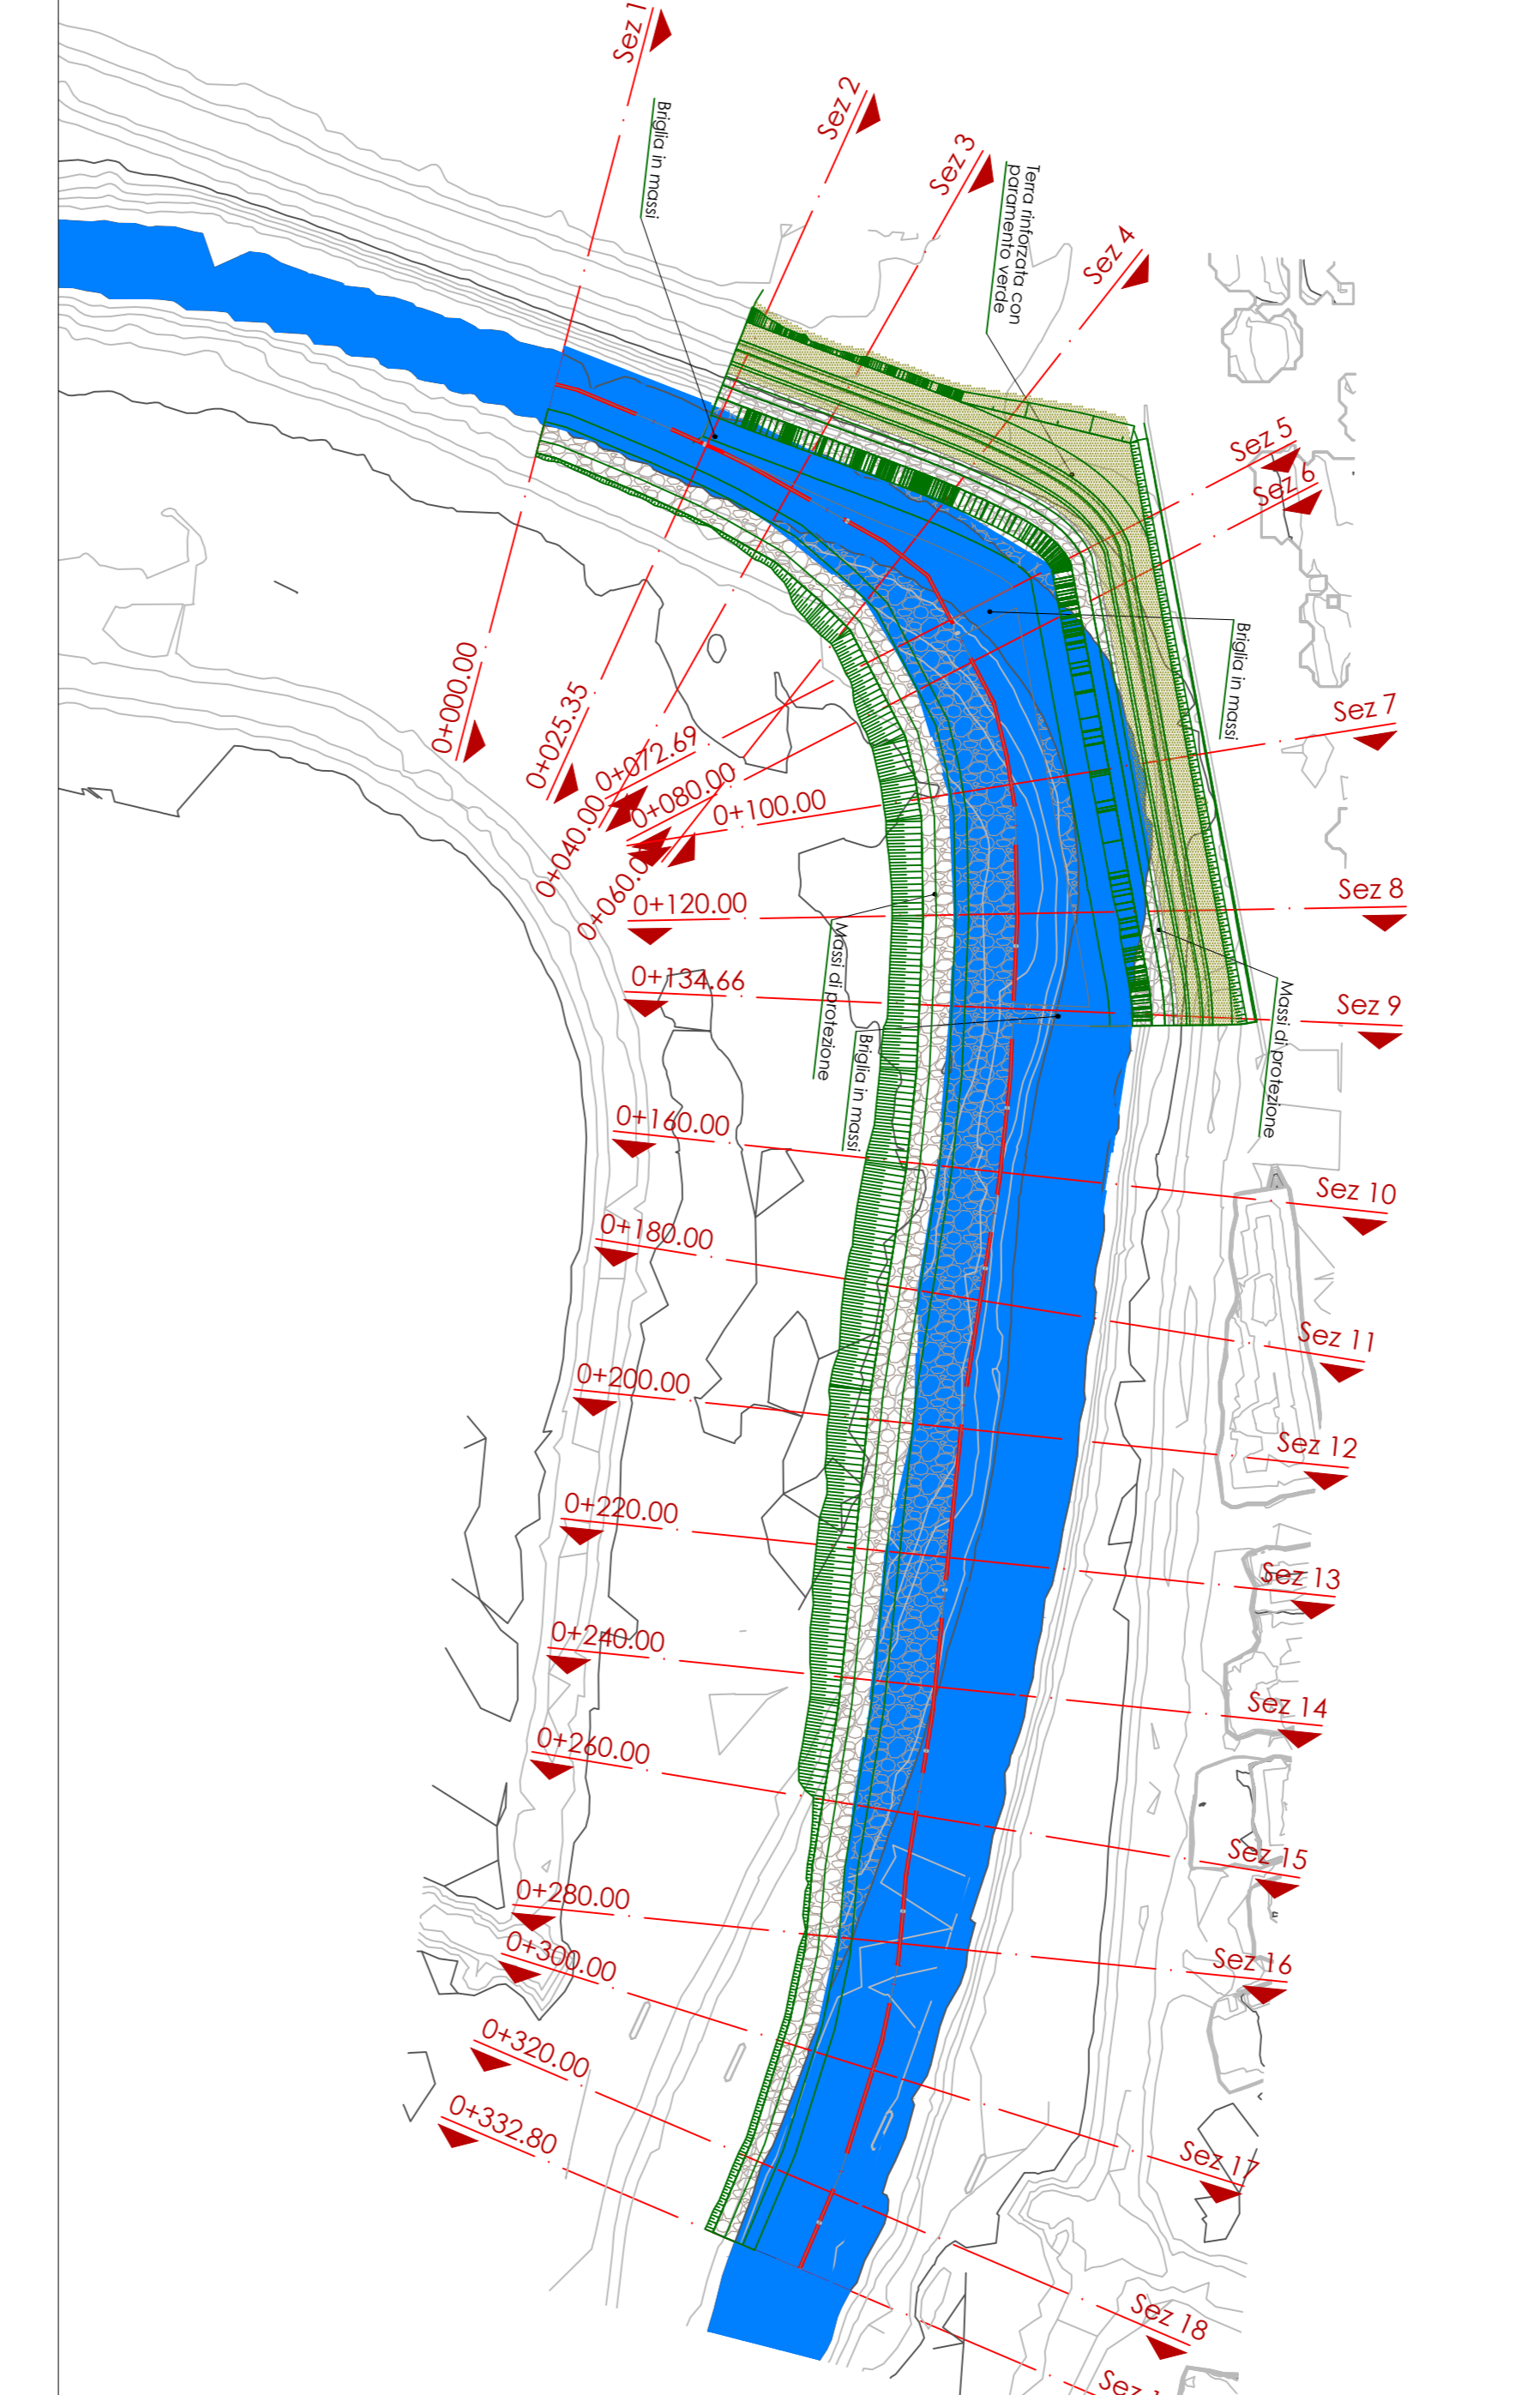 Sez 1
Sez 2
Sez 3
Sez 4
Briglia in massi
Terra rinforzata con
paramento verde
Sez 5
Sez 6
Briglia in massi
Sez 7
0+000.00
0+025.35
0+040.00
0+072.69
0+080.00
0+100.00
0+120.00
Sez 8
Massi di protezione
0+134.66
Sez 9
Massi di protezione
Briglia in massi
0+160.00
Sez 10
0+180.00
Sez 11
0+200.00
Sez 12
0+220.00
Sez 13
0+240.00
Sez 14
0+260.00
Sez 15
0+280.00
Sez 16
0+300.00
0+320.00
Sez 17
0+332.80
Sez 18
Sez